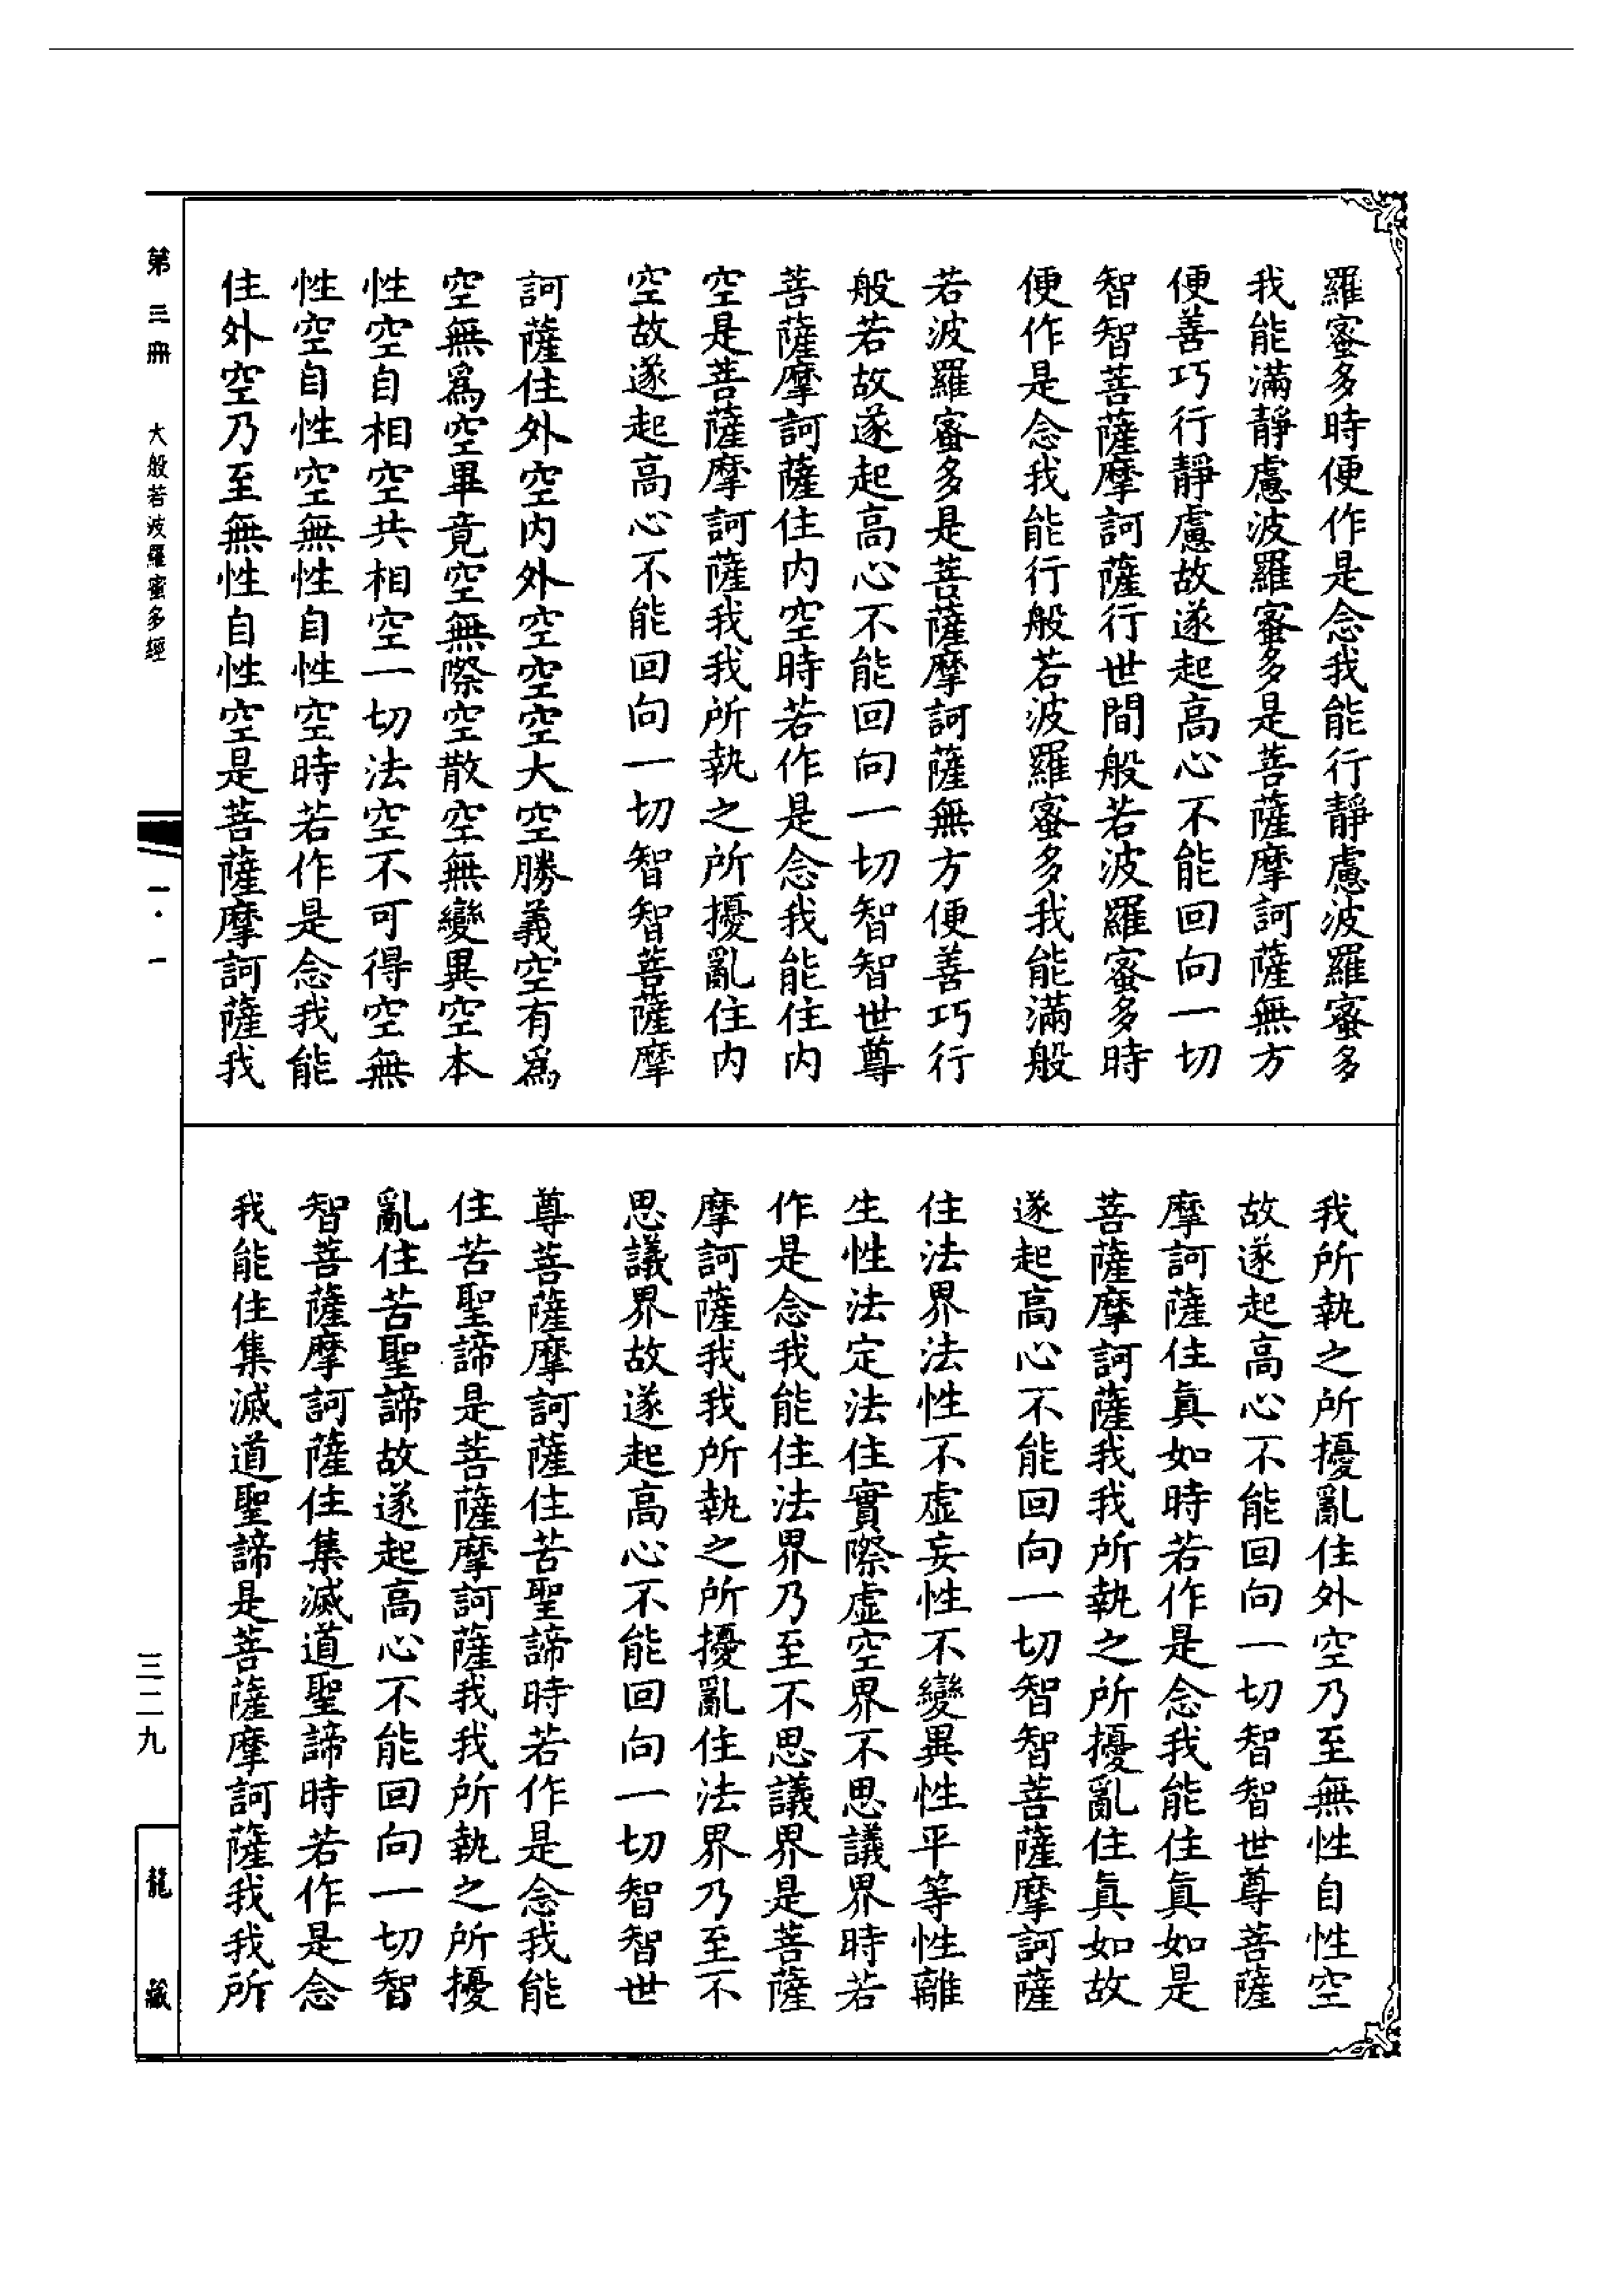 羅蜜多時便作是念我能行靜慮波羅蜜多
我能滿靜慮波羅蜜多是菩薩摩訶薩無方
便善巧行靜慮故遂起高心不能回向一切
智智菩薩摩訶薩行世間般若波羅蜜多時
便作是念我能行般若波羅蜜多我能滿般
若波羅蜜多是菩薩摩訶薩無方便善巧行
般若故遂起高心不能回向一切智智世尊
菩薩摩訶薩住内空時若作是念我能住内
空是菩薩摩訶薩我我所執之所擾亂住内
空故遂起高心不能回向一切智智菩薩摩
訶薩住外空内外空空空大空勝義空有爲
空無爲空畢竟空無際空散空無變異空本
性空自相空共相空一切法空不可得空無
性空自性空無性自性空時若作是念我能
住外空乃至無性自性空是菩薩摩訶薩我
我所執之所擾亂住外空乃至無性自性空
故遂起高心不能回向一切智智世尊菩薩
摩訶薩住真如時若作是念我能住真如是
菩薩摩訶薩我我所執之所擾亂住真如故
遂起高心不能回向一切智智菩薩摩訶薩
住法界法性不虛妄性不變異性平等性離
生性法定法住實際虛空界不思議界時若
作是念我能住法界乃至不思議界是菩薩
摩訶薩我我所執之所擾亂住法界乃至不
思議界故遂起高心不能回向一切智智世
尊菩薩摩訶薩住苦聖諦時若作是念我能
住苦聖諦是菩薩摩訶薩我我所執之所擾
亂住苦聖諦故遂起高心不能回向一切智
智菩薩摩訶薩住集滅道聖諦時若作是念
我能住集滅道聖諦是菩薩摩訶薩我我所
第三冊 大般若波羅蜜多經 一·一 三二九 龍藏